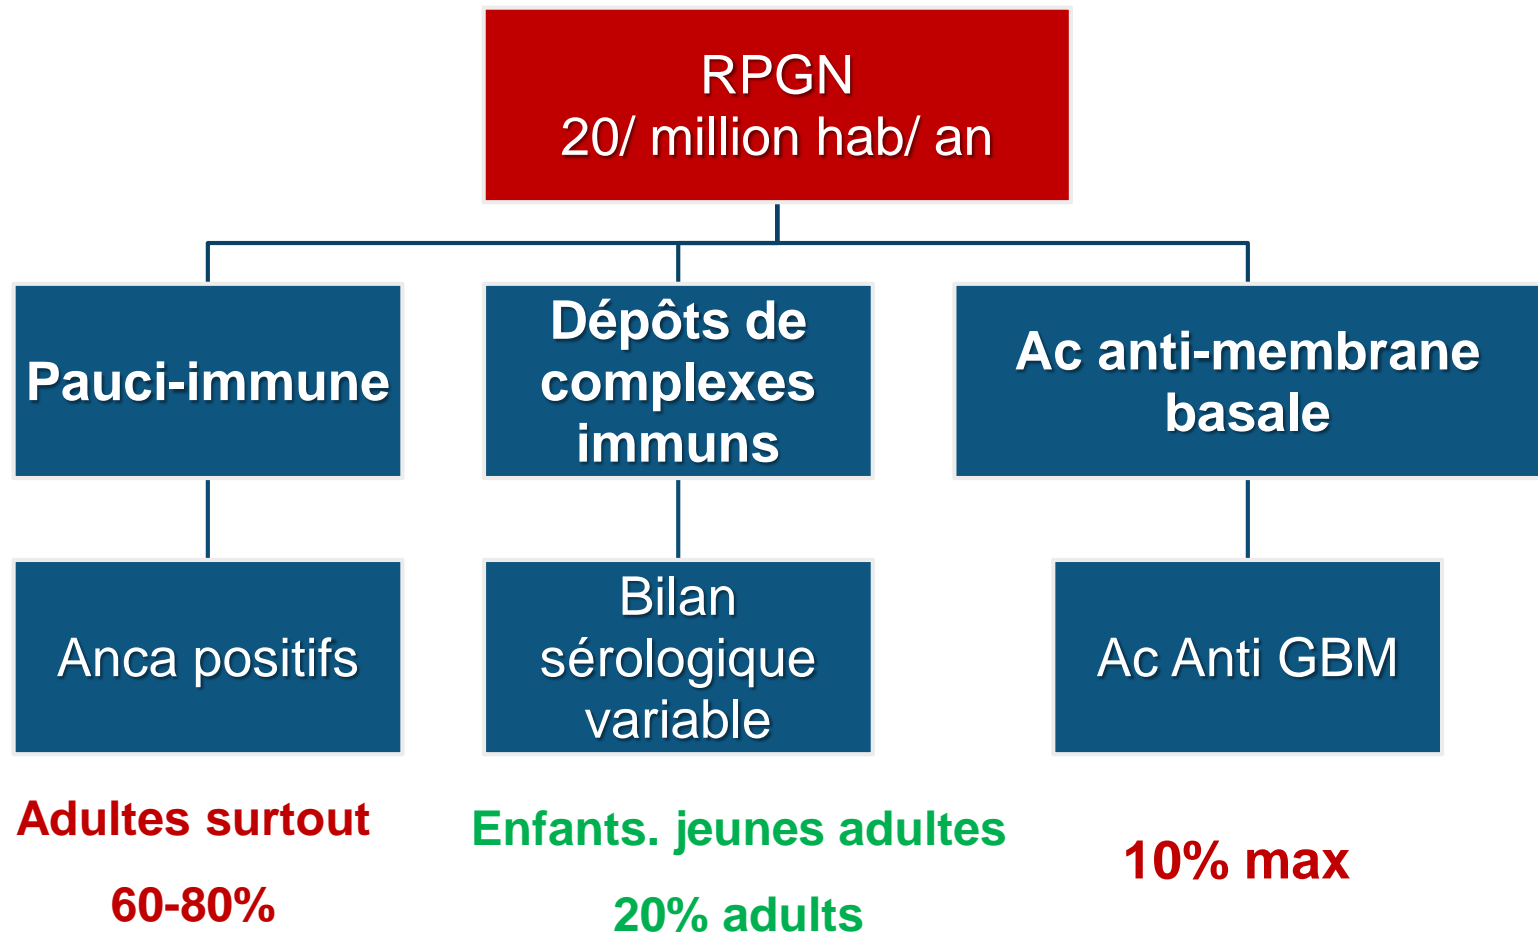 RPGN
20/ million hab/ an
Pauci-immune
Dépôts de
complexes
immuns
Ac anti-membrane
basale
Anca positifs
Bilan
sérologique
variable
Ac Anti GBM
Adultes surtout
60-80%
Enfants. jeunes adultes
20% adults
10% max